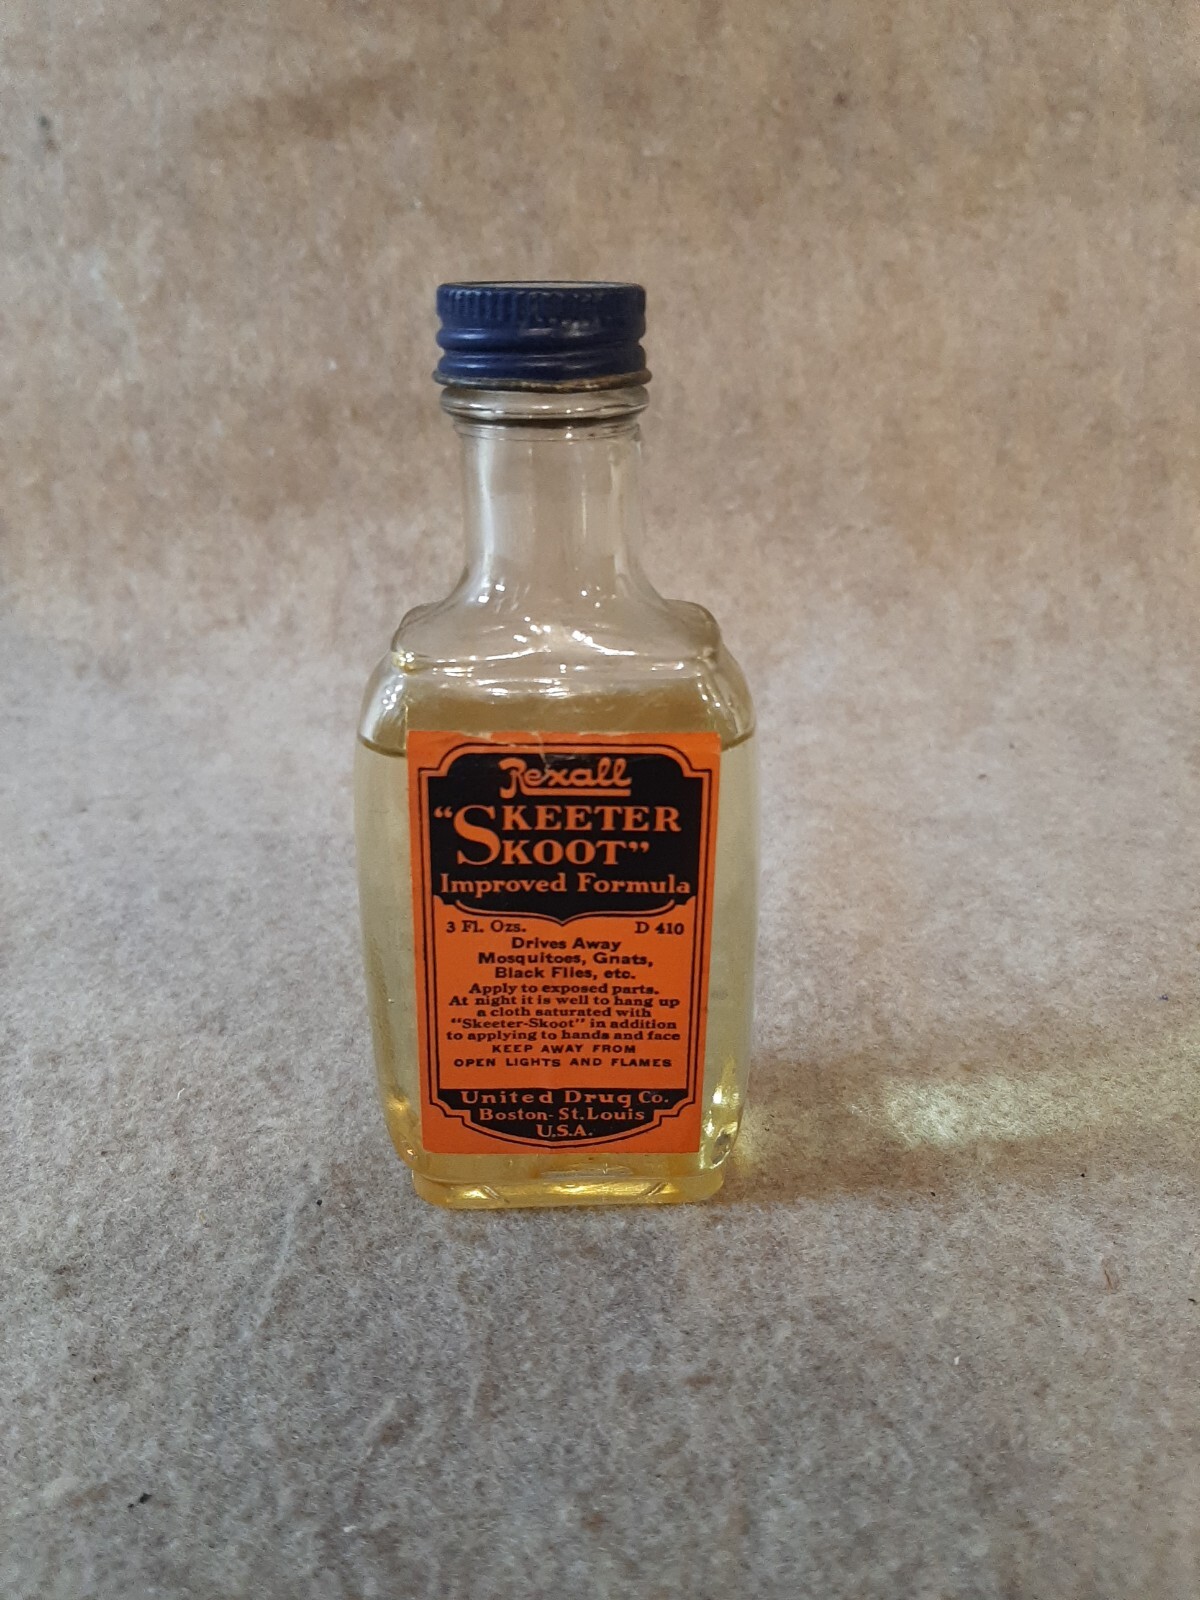 Rexall
"SKEETER
SKOOT"
Improved Formula
3 Fl. Ozs. D 410
Drives Away
Mosquitoes, Gnats,
Black Flies, etc.
Apply to exposed parts.
At night it is well to hang up
a cloth saturated with
"Skeeter-Skoot" in addition
to applying to hands and face
KEEP AWAY FROM
OPEN LIGHTS AND FLAMES
United Drug Co.
Boston-St.Louis
U.S.A.